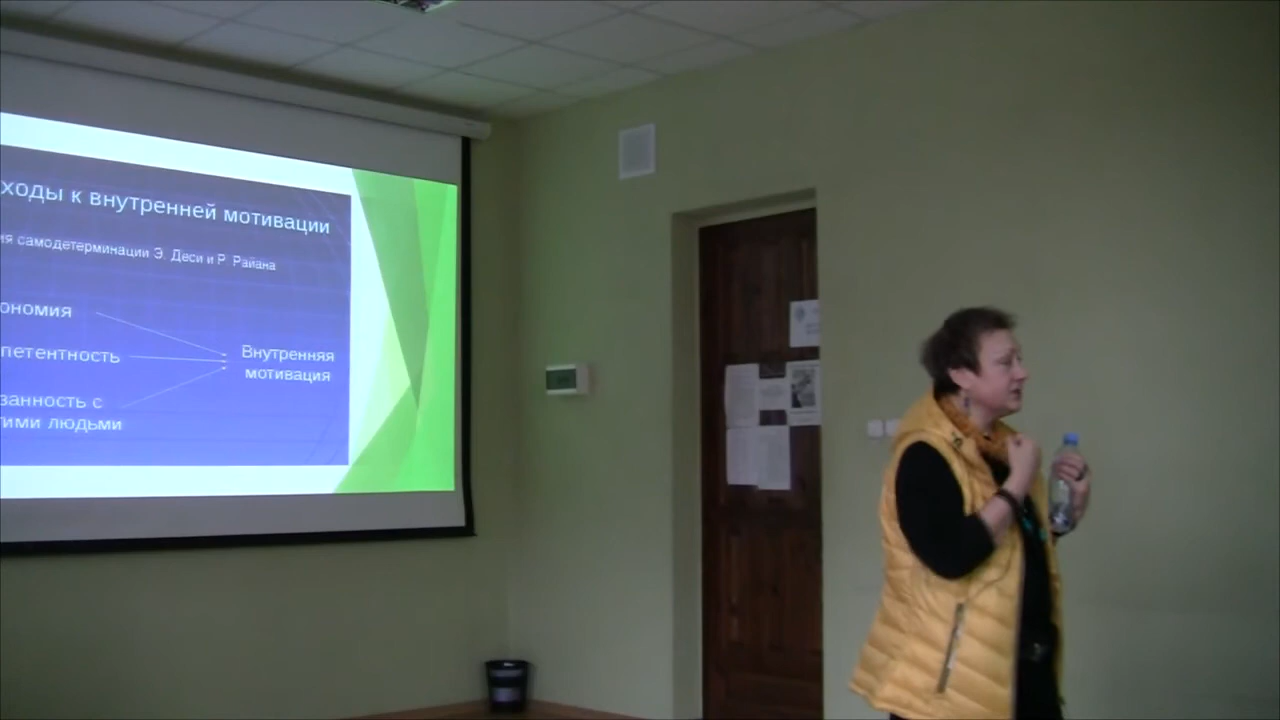 ходы к внутренней мотивации
ия самодетерминации Э. Деси и Р. Райана
ономия
петентность
занность с
гими людьми
Внутренняя
мотивация